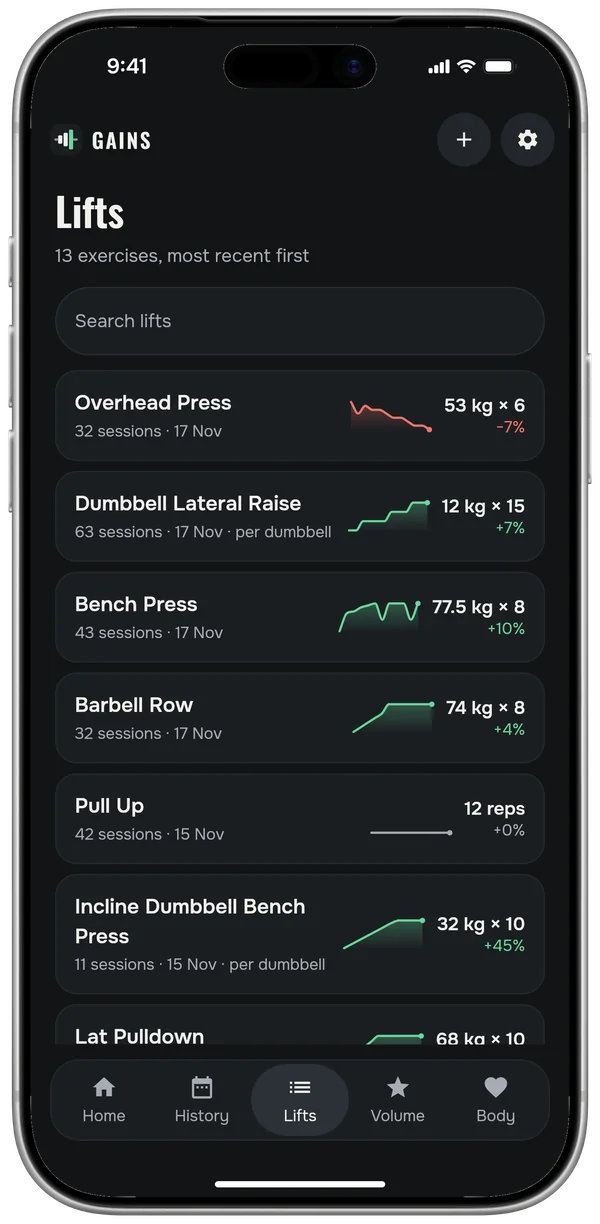 9:41
GAINS
Lifts
13 exercises, most recent first
Search lifts
Overhead Press
32 sessions · 17 Nov
53 kg × 6
-7%
Dumbbell Lateral Raise
63 sessions · 17 Nov · per dumbbell
12 kg × 15
+7%
Bench Press
43 sessions · 17 Nov
77.5 kg × 8
+10%
Barbell Row
32 sessions · 17 Nov
74 kg × 8
+4%
Pull Up
42 sessions · 15 Nov
12 reps
+0%
Incline Dumbbell Bench
Press
11 sessions · 15 Nov · per dumbbell
32 kg × 10
+45%
Lat Pulldown
68 kg × 10
Home
History
Lifts
Volume
Body